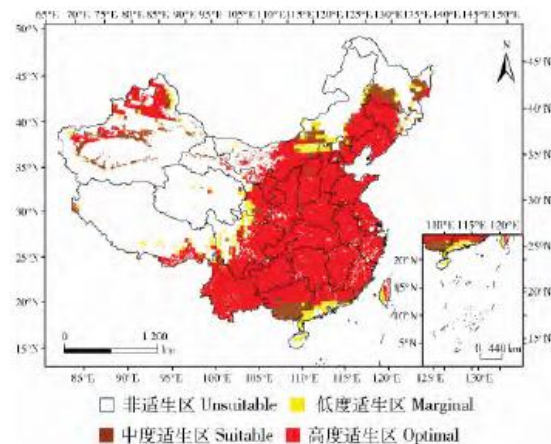 65°E 70°E 75°E 80°E 85°E 90°E 95°E 100°E 105°E 110°E 115°E 120°E 125°E 130°E 135°E 140°E 145°E 150°E
50°N
N
45°N 45°N
40°N 40°N
35°N 35°N
30°N 30°N
110°E 115°E 120°E
25°N 25°N
20°N
20°N 15°N 20°N
10°N
15°N 0 1 200 5°N 15°N
km 0 440 km
85°E 90°E 95°E 100°E 105°E 110°E 115°E 120°E 125°E 130°E
非适生区 Unsuitable 低度适生区 Marginal
中度适生区 Suitable 高度适生区 Optimal